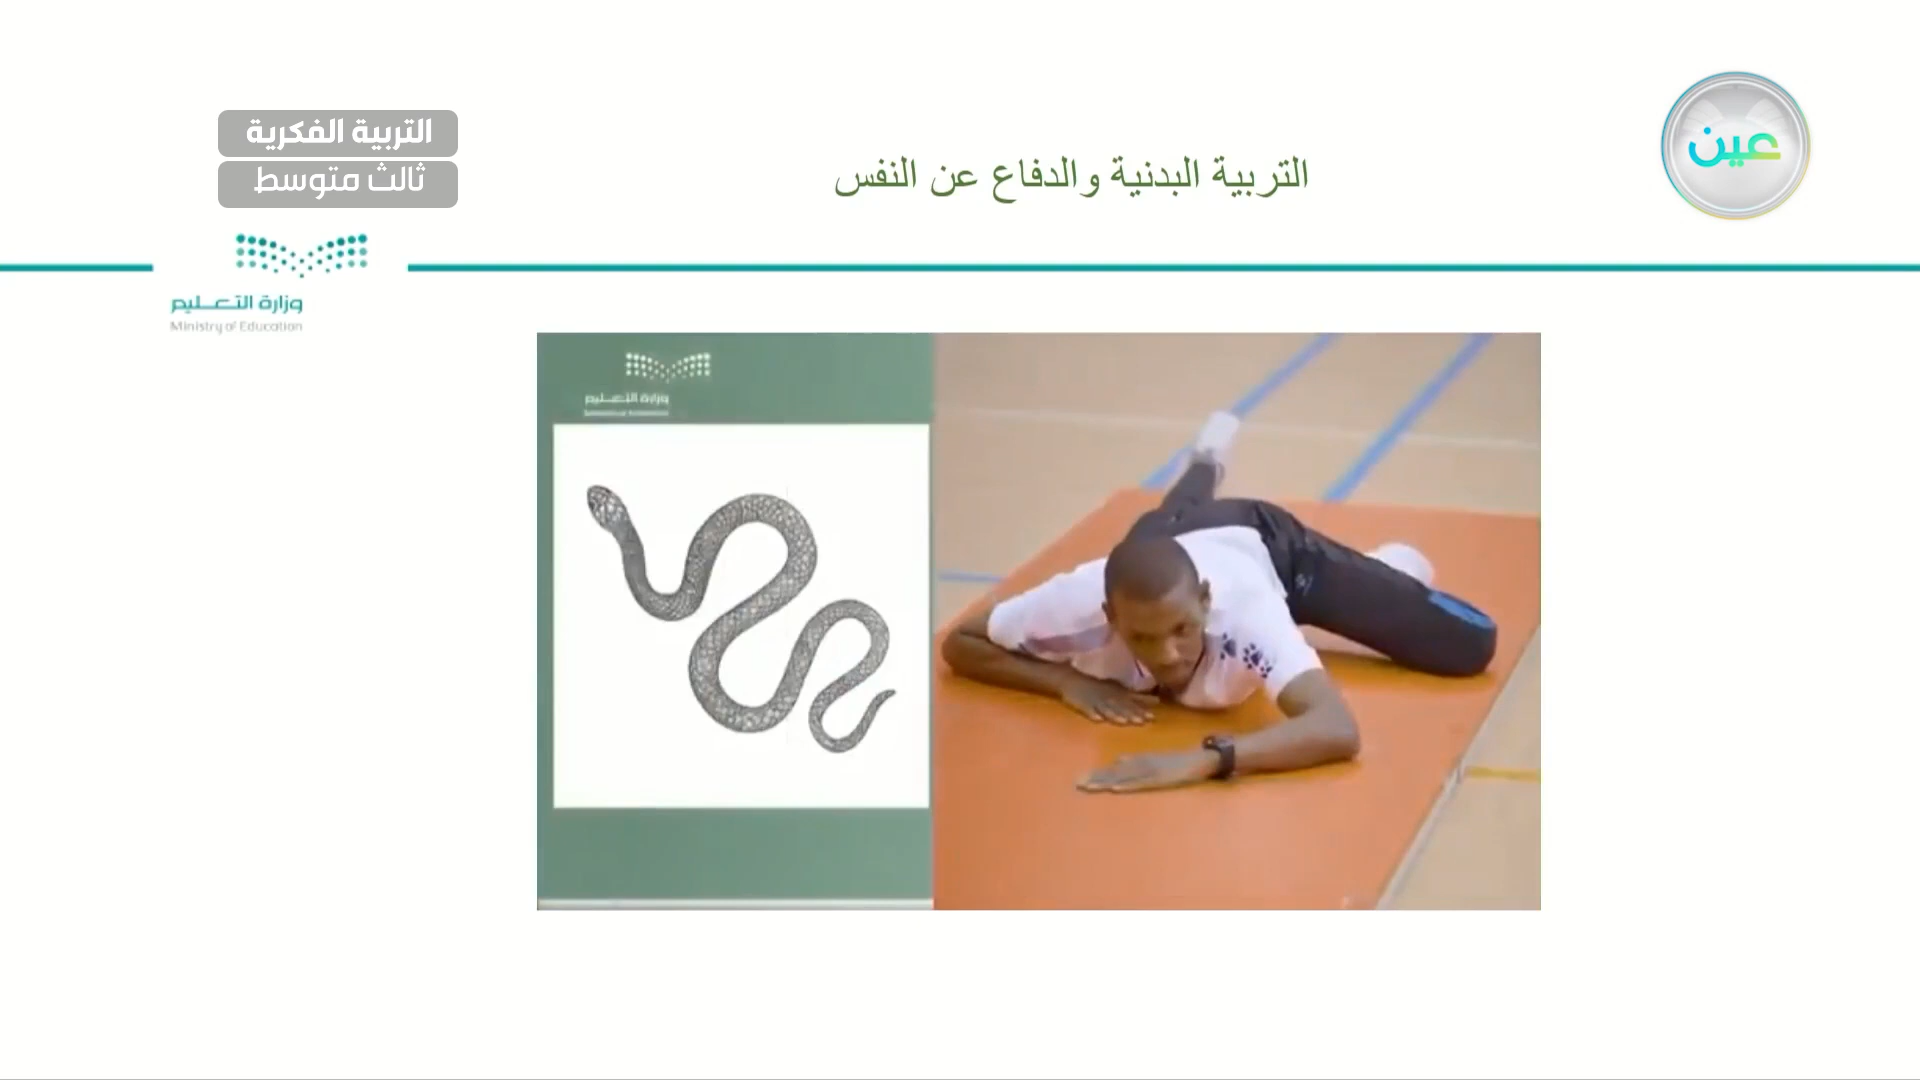 عين
التربية الفكرية
ثالث متوسط
التربية البدنية والدفاع عن النفس
وزارة التعليم
Ministry of Education
وزارة التعليم